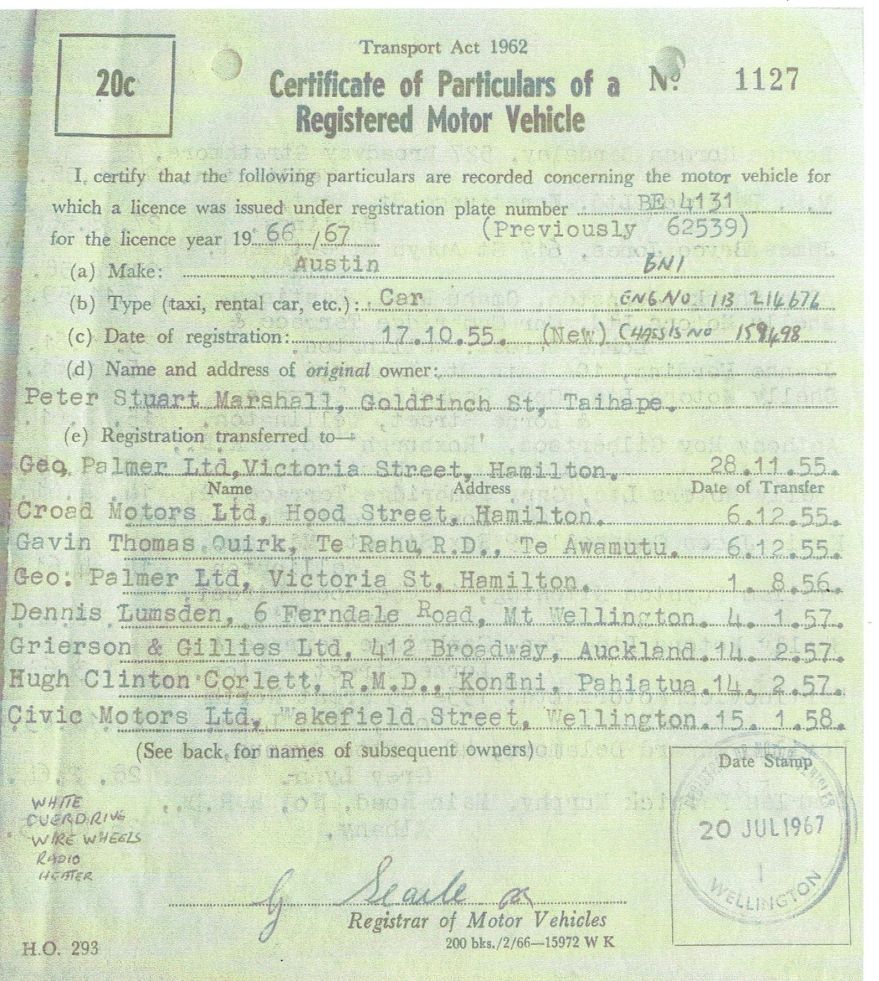 Transport Act 1962
20c
Certificate of Particulars of a
Registered Motor Vehicle
No. 1127
I certify that the following particulars are recorded concerning the motor vehicle for
which a licence was issued under registration plate number BE 4131
for the licence year 19 66 /67 (Previously 62539)
(a) Make: Austin BN1
(b) Type (taxi, rental car, etc.): Car ENG NO 1B 214676
(c) Date of registration: 17.10.55. (New) CHASSIS NO 159498
(d) Name and address of original owner:
Peter Stuart Marshall, Goldfinch St, Taihape.
(e) Registration transferred to—
Geo, Palmer Ltd,Victoria Street, Hamilton. 28.11.55.
Name Address Date of Transfer
Croad Motors Ltd, Hood Street, Hamilton. 6.12.55.
Gavin Thomas Quirk, Te Rahu, R.D., Te Awamutu. 6.12.55.
Geo: Palmer Ltd, Victoria St, Hamilton. 1. 8.56.
Dennis Lumsden, 6 Ferndale Road, Mt Wellington. 4. 1.57.
Grierson & Gillies Ltd, 412 Broadway, Auckland.14. 2.57.
Hugh Clinton Corlett, R.M.D., Konini, Pahiatua.14. 2.57.
Civic Motors Ltd, Wakefield Street, Wellington.15. 1.58.
(See back for names of subsequent owners)
Date Stamp
20 JUL 1967
1
WELLINGTON
WHITE
OVERDRIVE
WIRE WHEELS
RADIO
HEATER
G Searle
Registrar of Motor Vehicles
200 bks./2/66—15972 W K
H.O. 293